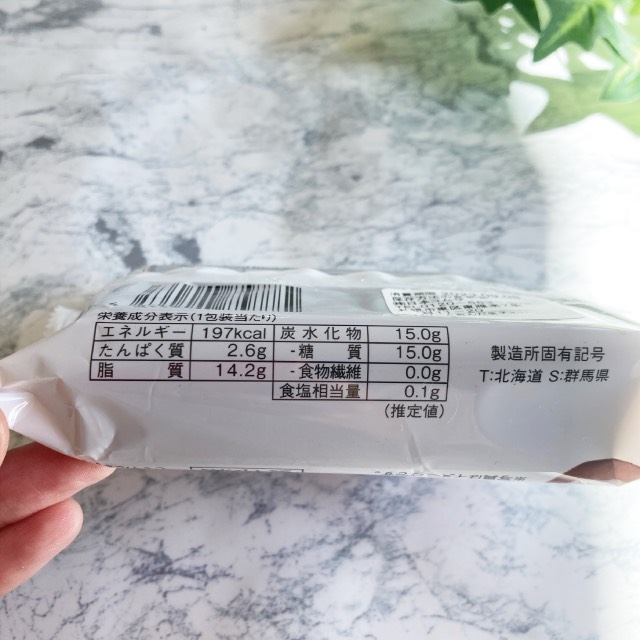 栄養成分表示(1包装当たり)
エネルギー 197kcal 炭水化物 15.0g
たんぱく質 2.6g -糖質 15.0g
脂質 14.2g -食物繊維 0.0g
食塩相当量 0.1g
(推定値)
製造所固有記号
T:北海道 S:群馬県